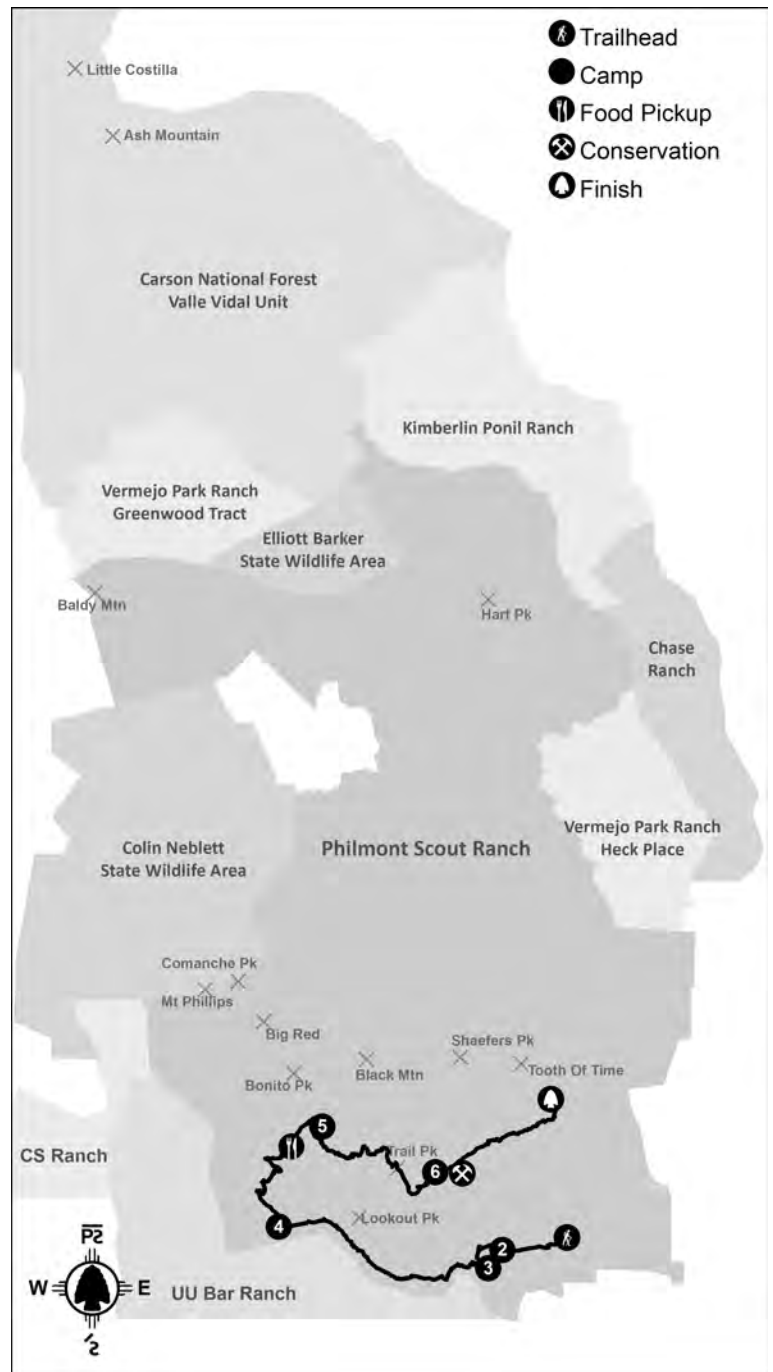 Trailhead
Camp
Food Pickup
Conservation
Finish
Little Costilla
Ash Mountain
Carson National Forest
Valle Vidal Unit
Kimberlin Ponil Ranch
Vermejo Park Ranch
Greenwood Tract
Elliott Barker
State Wildlife Area
Baldy Mtn
Hart Pk
Chase
Ranch
Colin Neblett
State Wildlife Area
Philmont Scout Ranch
Vermejo Park Ranch
Heck Place
Comanche Pk
Mt Phillips
Big Red
Bonito Pk
Black Mtn
Shaefers Pk
Tooth Of Time
CS Ranch
5
Trail Pk
6
4
Lookout Pk
2
3
W
E
UU Bar Ranch